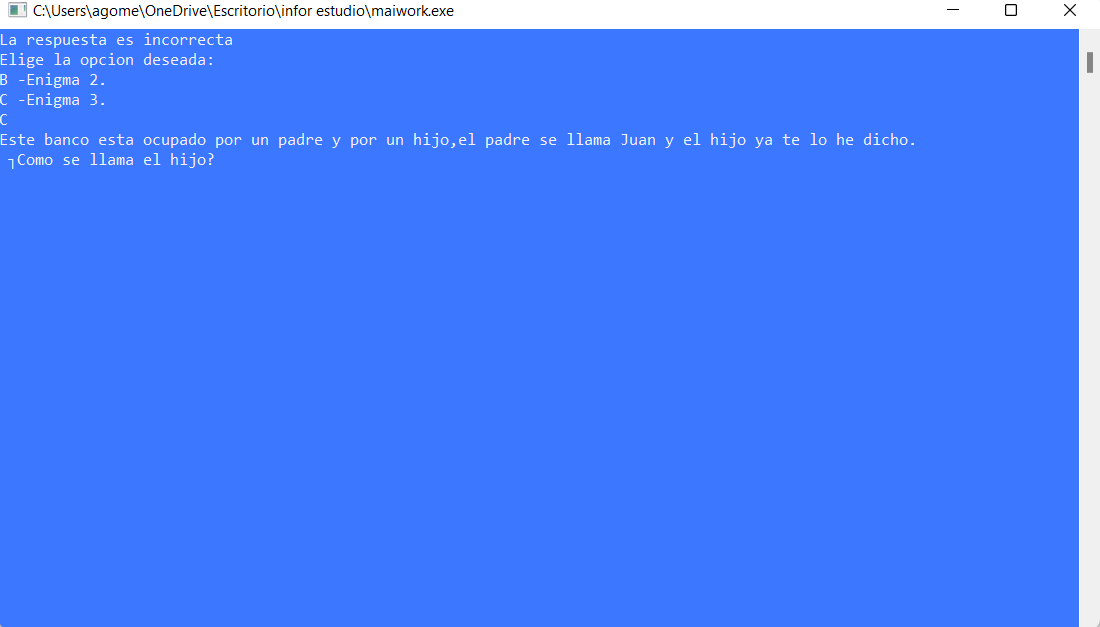 C:\Users\agome\OneDrive\Escritorio\infor estudio\maiwork.exe
La respuesta es incorrecta
Elige la opcion deseada:
B -Enigma 2.
C -Enigma 3.
C
Este banco esta ocupado por un padre y por un hijo,el padre se llama Juan y el hijo ya te lo he dicho.
┐Como se llama el hijo?